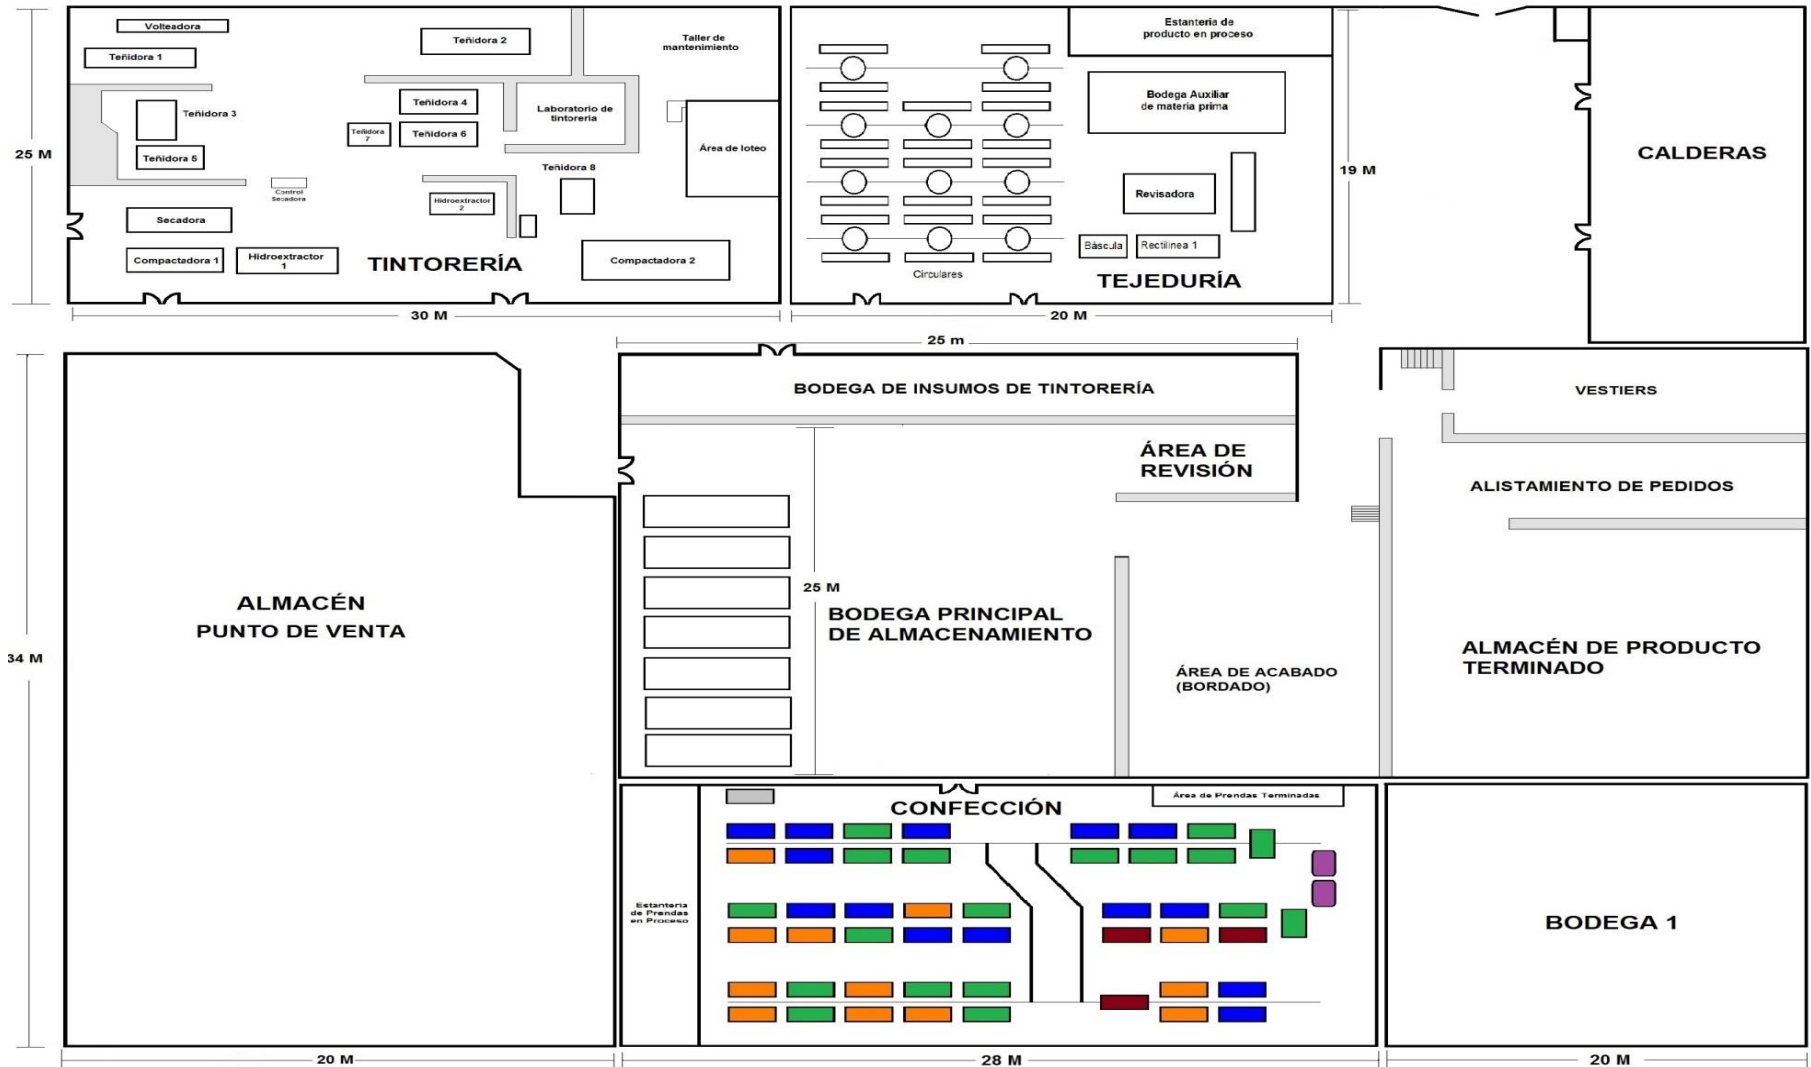 Volteadora
Teñidora 1
Teñidora 2
Taller de
mantenimiento
Teñidora 3
Teñidora 4
Laboratorio de
tintoreria
Teñidora
7
Teñidora 6
Área de loteo
Teñidora 5
Teñidora 8
Control
Secadora
Hidroextractor
2
Secadora
Compactadora 1
Hidroextractor
1
TINTORERÍA
Compactadora 2
25 M
30 M
Estanteria de
producto en proceso
Bodega Auxiliar
de materia prima
Revisadora
Báscula
Rectilinea 1
Circulares
TEJEDURÍA
19 M
20 M
CALDERAS
25 m
BODEGA DE INSUMOS DE TINTORERÍA
VESTIERS
ÁREA DE
REVISIÓN
ALISTAMIENTO DE PEDIDOS
34 M
ALMACÉN
PUNTO DE VENTA
25 M
BODEGA PRINCIPAL
DE ALMACENAMIENTO
ÁREA DE ACABADO
(BORDADO)
ALMACÉN DE PRODUCTO
TERMINADO
CONFECCIÓN
Área de Prendas Terminadas
Estanteria
de Prendas
en Proceso
BODEGA 1
20 M
28 M
20 M